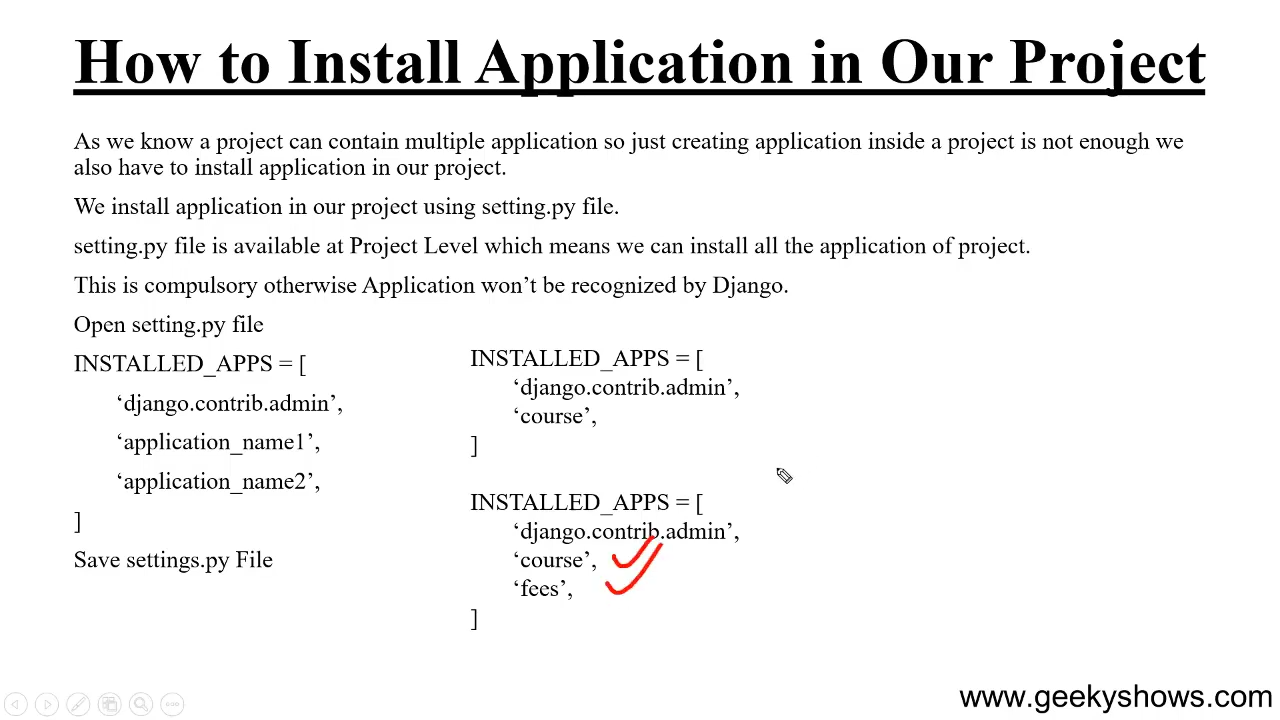 How to Install Application in Our Project
As we know a project can contain multiple application so just creating application inside a project is not enough we
also have to install application in our project.
We install application in our project using setting.py file.
setting.py file is available at Project Level which means we can install all the application of project.
This is compulsory otherwise Application won’t be recognized by Django.
Open setting.py file
INSTALLED_APPS = [
‘django.contrib.admin’,
‘application_name1’,
‘application_name2’,
]
Save settings.py File
INSTALLED_APPS = [
‘django.contrib.admin’,
‘course’,
]
INSTALLED_APPS = [
‘django.contrib.admin’,
‘course’,
‘fees’,
]
www.geekyshows.com